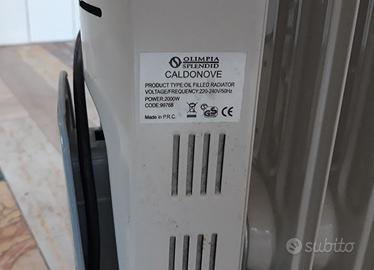 OLIMPIA
SPLENDID
CALDONOVE
PRODUCT TYPE:OIL FILLED RADIATOR
VOLTAGE/FREQUENCY:220-240V/50Hz
POWER:2000W
CODE:99768
Made in P.R.C.
subito